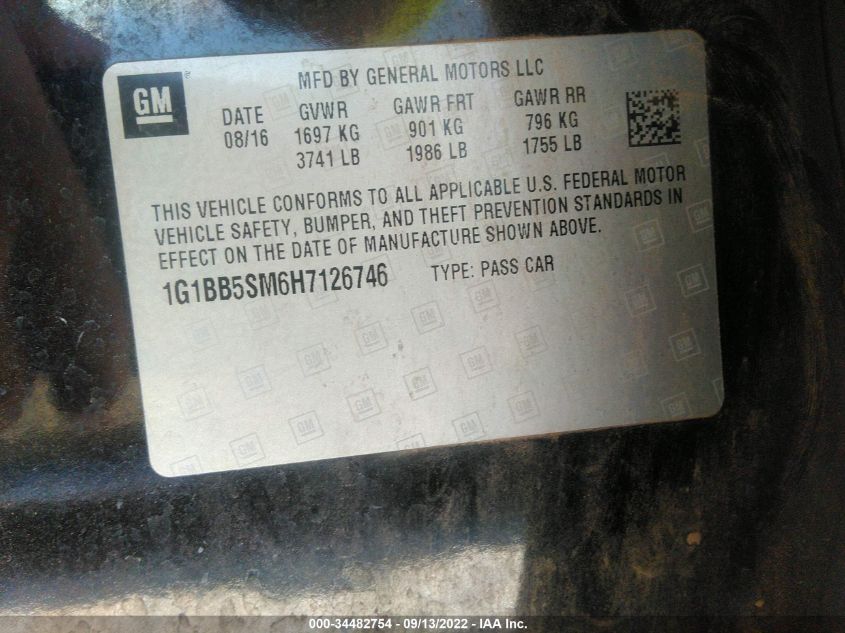 GM
MFD BY GENERAL MOTORS LLC
DATE GVWR GAWR FRT GAWR RR
08/16 1697 KG 901 KG 796 KG
3741 LB 1986 LB 1755 LB
THIS VEHICLE CONFORMS TO ALL APPLICABLE U.S. FEDERAL MOTOR
VEHICLE SAFETY, BUMPER, AND THEFT PREVENTION STANDARDS IN
EFFECT ON THE DATE OF MANUFACTURE SHOWN ABOVE.
1G1BB5SM6H7126746 TYPE: PASS CAR
000-34482754 - 09/13/2022 - IAA Inc.